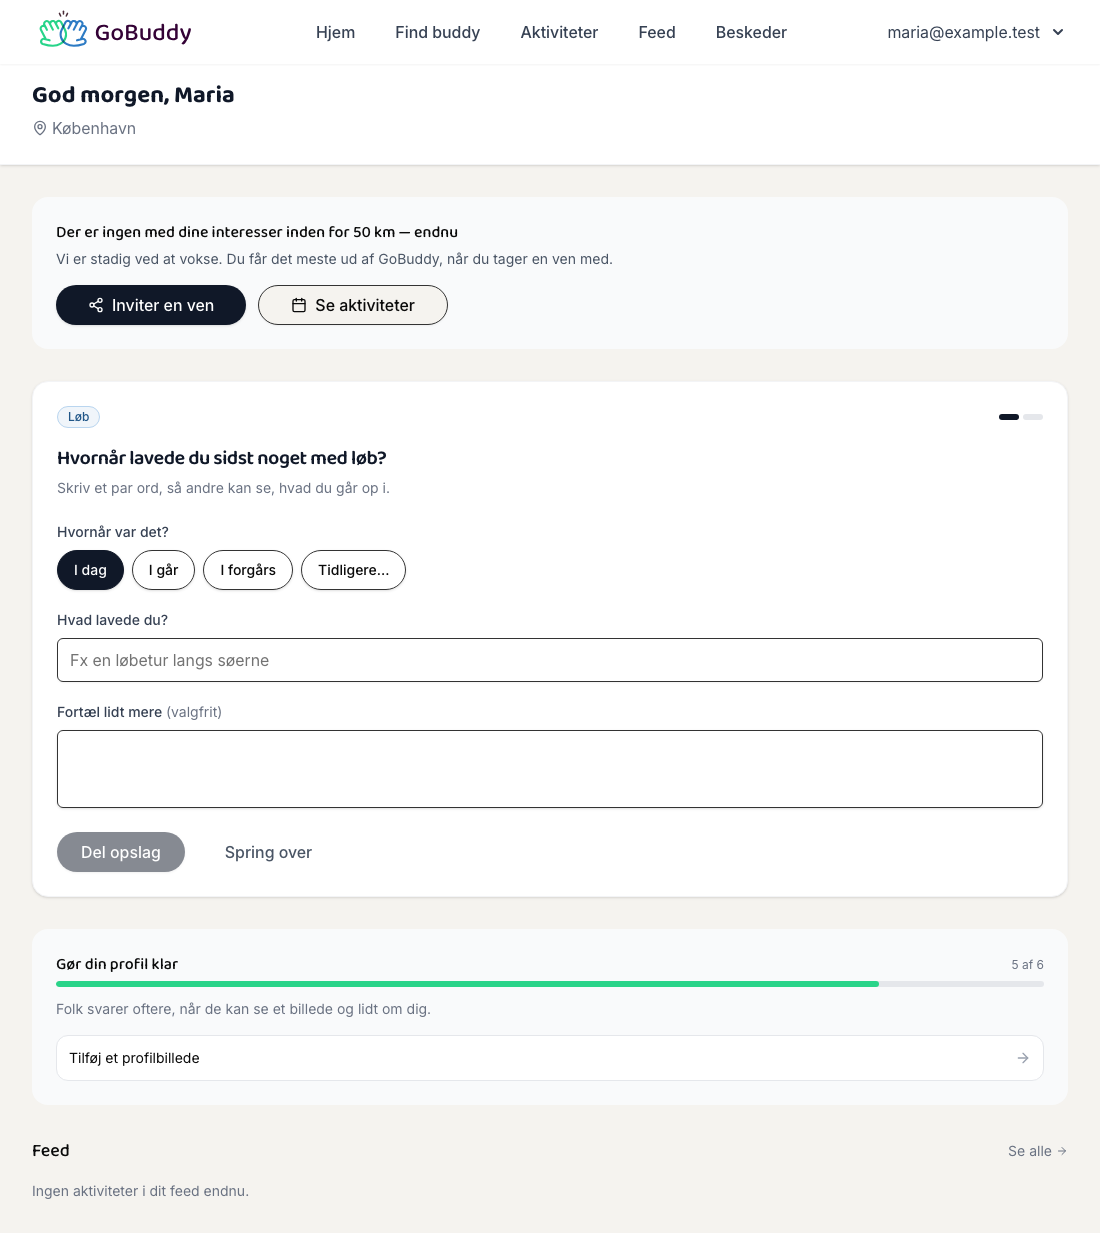 GoBuddy
Hjem
Find buddy
Aktiviteter
Feed
Beskeder
maria@example.test
God morgen, Maria
København
Der er ingen med dine interesser inden for 50 km — endnu
Vi er stadig ved at vokse. Du får det meste ud af GoBuddy, når du tager en ven med.
Inviter en ven
Se aktiviteter
Løb
Hvornår lavede du sidst noget med løb?
Skriv et par ord, så andre kan se, hvad du går op i.
Hvornår var det?
I dag
I går
I forgårs
Tidligere...
Hvad lavede du?
Fx en løbetur langs søerne
Fortæl lidt mere (valgfrit)
Del opslag
Spring over
Gør din profil klar
5 af 6
Folk svarer oftere, når de kan se et billede og lidt om dig.
Tilføj et profilbillede
Feed
Se alle
Ingen aktiviteter i dit feed endnu.